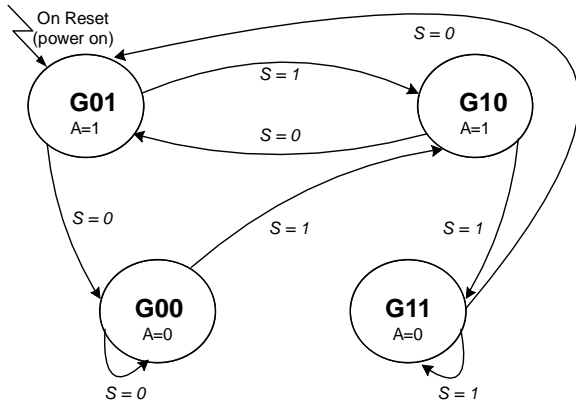 On Reset
(power on)
S = 0
G01
A=1
S = 1
G10
A=1
S = 0
S = 0
S = 1
S = 1
G00
A=0
G11
A=0
S = 0
S = 1